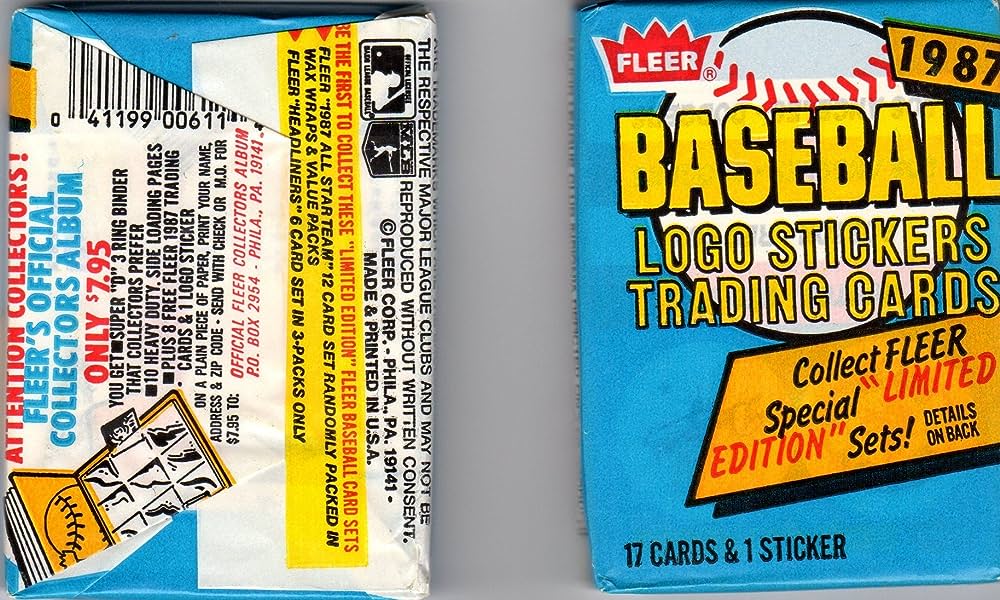 0 41199 00611
ATTENTION COLLECTORS!
FLEER'S OFFICIAL
COLLECTORS ALBUM
ONLY $7.95
YOU GET ■ SUPER "D" 3 RING BINDER
THAT COLLECTORS PREFER
■ 10 HEAVY DUTY, SIDE LOADING PAGES
■ PLUS 8 FREE FLEER 1987 TRADING
CARDS & 1 LOGO STICKER
ON A PLAIN PIECE OF PAPER, PRINT YOUR NAME,
ADDRESS & ZIP CODE - SEND WITH CHECK OR M.O. FOR
$7.95 TO:
OFFICIAL FLEER COLLECTORS ALBUM
P.O. BOX 2954 - PHILA., PA. 19141
BE THE FIRST TO COLLECT THESE "LIMITED EDITION" FLEER BASEBALL CARD SETS
FLEER "1987 ALL STAR TEAM" 12 CARD SET RANDOMLY PACKED IN
WAX WRAPS & VALUE PACKS
FLEER "HEADLINERS" 6 CARD SET IN 3-PACKS ONLY
THE RESPECTIVE MAJOR LEAGUE CLUBS AND MAY NOT BE
REPRODUCED WITHOUT WRITTEN CONSENT.
© FLEER CORP. - PHILA., PA. 19141 -
MADE & PRINTED IN U.S.A.
FLEER®
1987
BASEBALL
LOGO STICKERS
TRADING CARDS
Collect FLEER
Special "LIMITED
EDITION" Sets!
DETAILS
ON BACK
17 CARDS & 1 STICKER